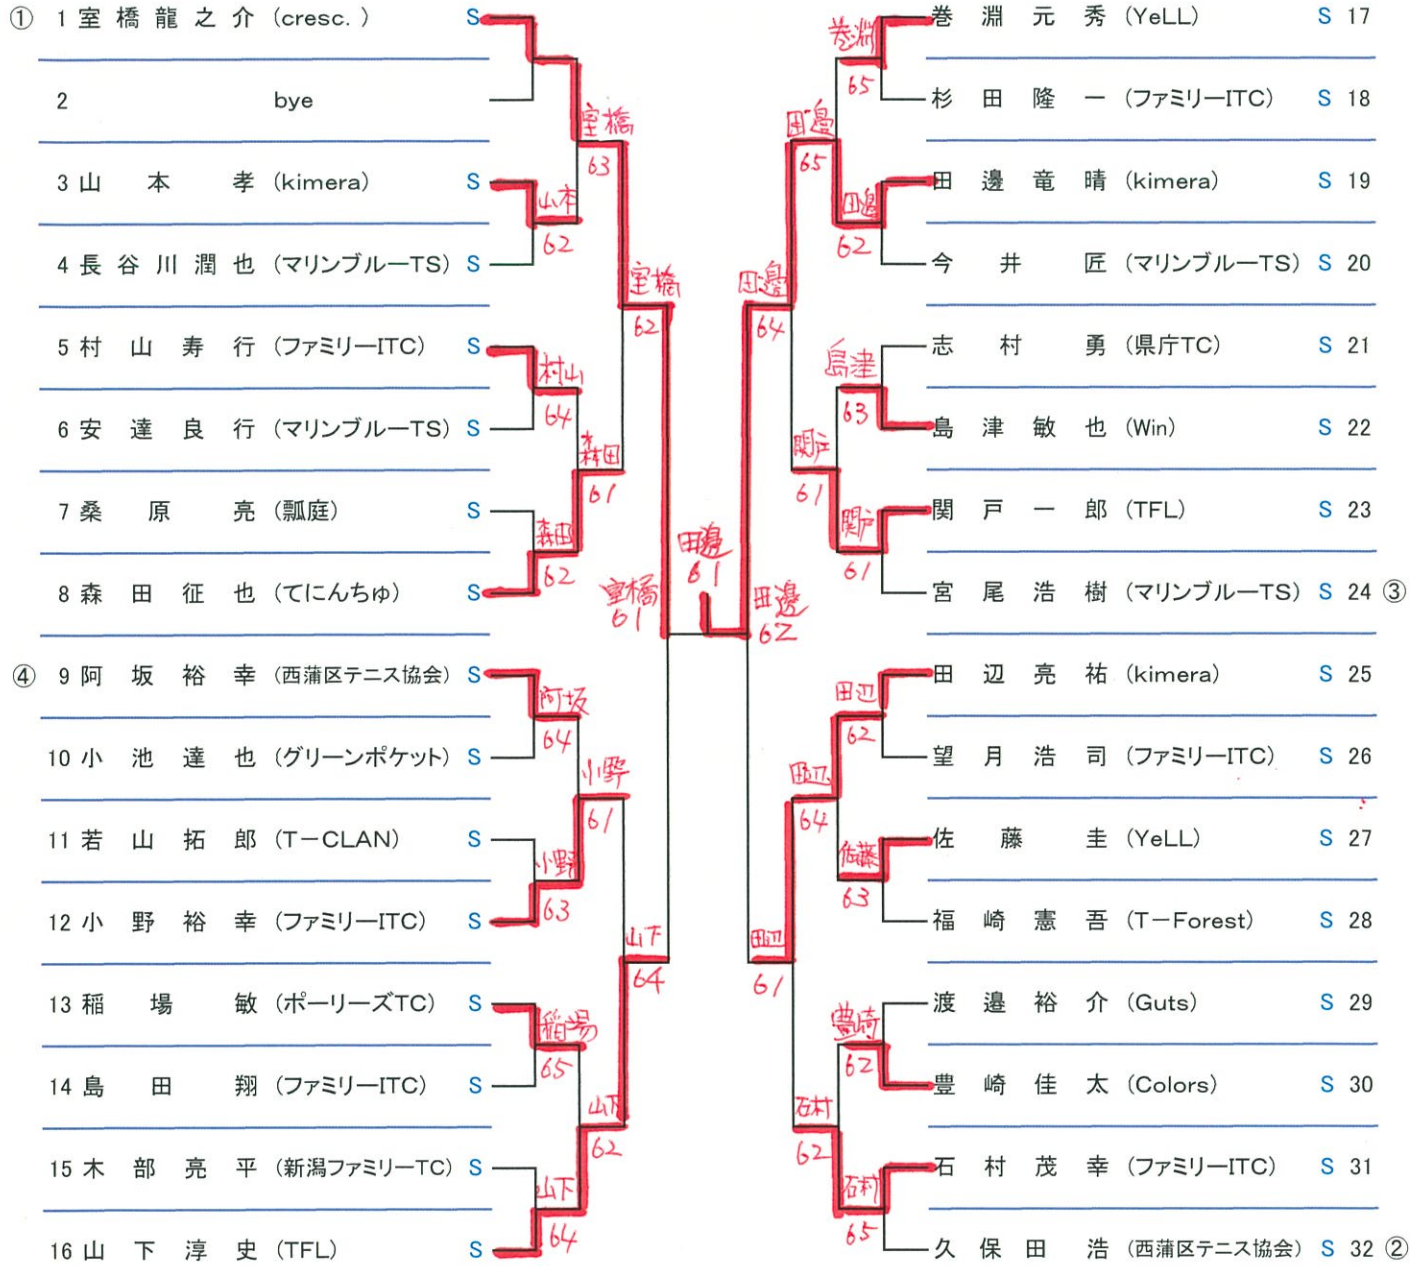 ① 1 室橋龍之介 (cresc.) S
2 bye
3 山本孝 (kimera) S
4 長谷川潤也 (マリンブルーTS) S
5 村山寿行 (ファミリーITC) S
6 安達良行 (マリンブルーTS) S
7 桑原亮 (瓢庭) S
8 森田征也 (てにんちゅ) S
④ 9 阿坂裕幸 (西蒲区テニス協会) S
10 小池達也 (グリーンポケット) S
11 若山拓郎 (T-CLAN) S
12 小野裕幸 (ファミリーITC) S
13 稲場敏 (ポーリーズTC) S
14 島田翔 (ファミリーITC) S
15 木部亮平 (新潟ファミリーTC) S
16 山下淳史 (TFL) S
山本
62
村山
64
森田
62
阿坂
64
小野
63
稲場
65
山下
64
室橋
63
森田
61
小野
61
山下
62
室橋
62
山下
64
室橋
61
田邊
61
田邊
62
田邊
64
田辺
61
田邊
65
関戸
61
田辺
64
石村
62
巻淵
65
田邊
62
島津
63
関戸
61
田辺
62
佐藤
63
豊崎
62
石村
65
巻淵元秀 (YeLL) S 17
杉田隆一 (ファミリーITC) S 18
田邊竜晴 (kimera) S 19
今井匠 (マリンブルーTS) S 20
志村勇 (県庁TC) S 21
島津敏也 (Win) S 22
関戸一郎 (TFL) S 23
宮尾浩樹 (マリンブルーTS) S 24 ③
田辺亮祐 (kimera) S 25
望月浩司 (ファミリーITC) S 26
佐藤圭 (YeLL) S 27
福崎憲吾 (T-Forest) S 28
渡邉裕介 (Guts) S 29
豊崎佳太 (Colors) S 30
石村茂幸 (ファミリーITC) S 31
久保田浩 (西蒲区テニス協会) S 32 ②